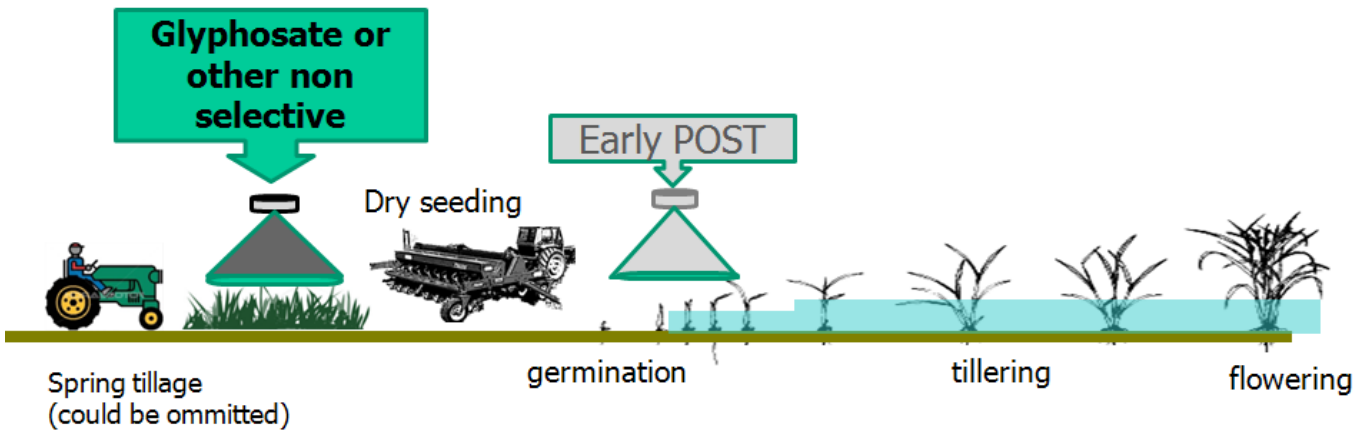 Glyphosate or
other non
selective
Early POST
Dry seeding
germination
tillering
flowering
Spring tillage
(could be ommitted)